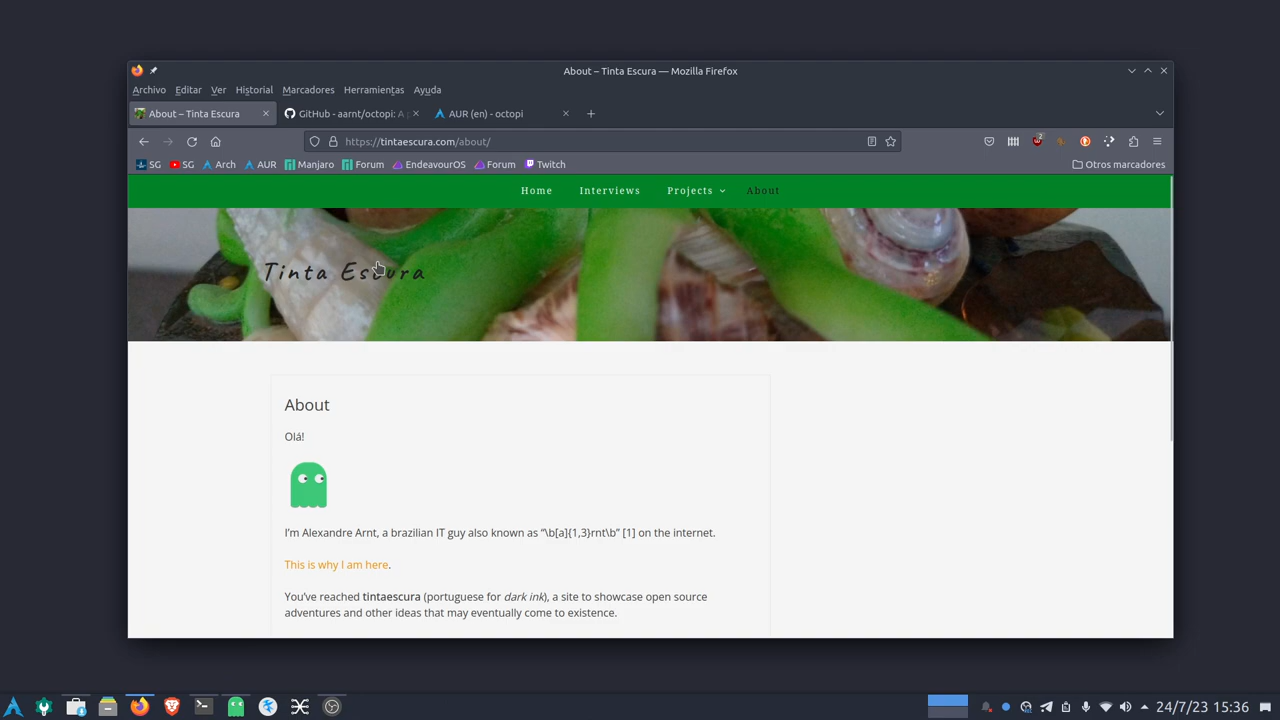 About – Tinta Escura — Mozilla Firefox
Archivo Editar Ver Historial Marcadores Herramientas Ayuda
About – Tinta Escura
GitHub - aarnt/octopi: A
AUR (en) - octopi
https://tintaescura.com/about/
2
SG SG Arch AUR Manjaro Forum EndeavourOS Forum Twitch Otros marcadores
Home Interviews Projects About
Tinta Escura
About
Olá!
I’m Alexandre Arnt, a brazilian IT guy also known as “\b[a]{1,3}rnt\b” [1] on the internet.
This is why I am here.
You’ve reached tintaescura (portuguese for dark ink), a site to showcase open source
adventures and other ideas that may eventually come to existence.
24/7/23 15:36